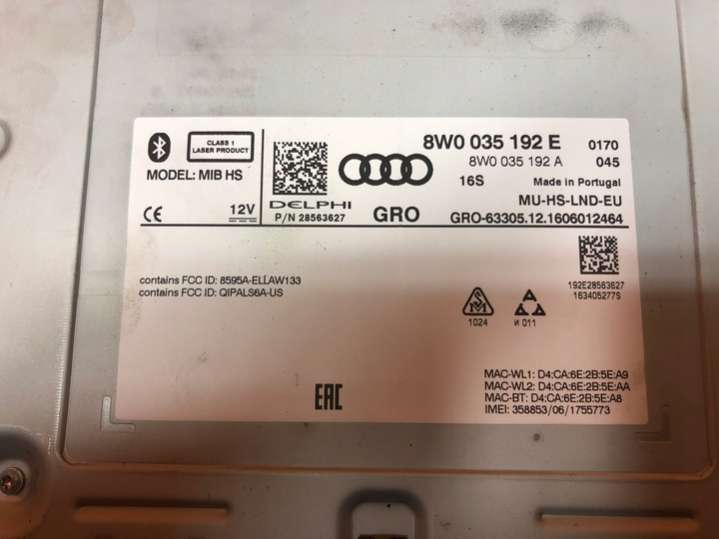 CLASS 1
LASER PRODUCT
MODEL: MIB HS
CE
12V
DELPHI
P/N 28563627
GRO
8W0 035 192 E 0170
8W0 035 192 A 045
16S Made in Portugal
MU-HS-LND-EU
GRO-63305.12.1606012464
contains FCC ID: 8595A-ELLAW133
contains FCC ID: QIPALS6A-US
192E28563627
163405277S
1024
И 011
EAC
MAC-WL1: D4:CA:6E:2B:5E:A9
MAC-WL2: D4:CA:6E:2B:5E:AA
MAC-BT: D4:CA:6E:2B:5E:A8
IMEI: 358853/06/1755773